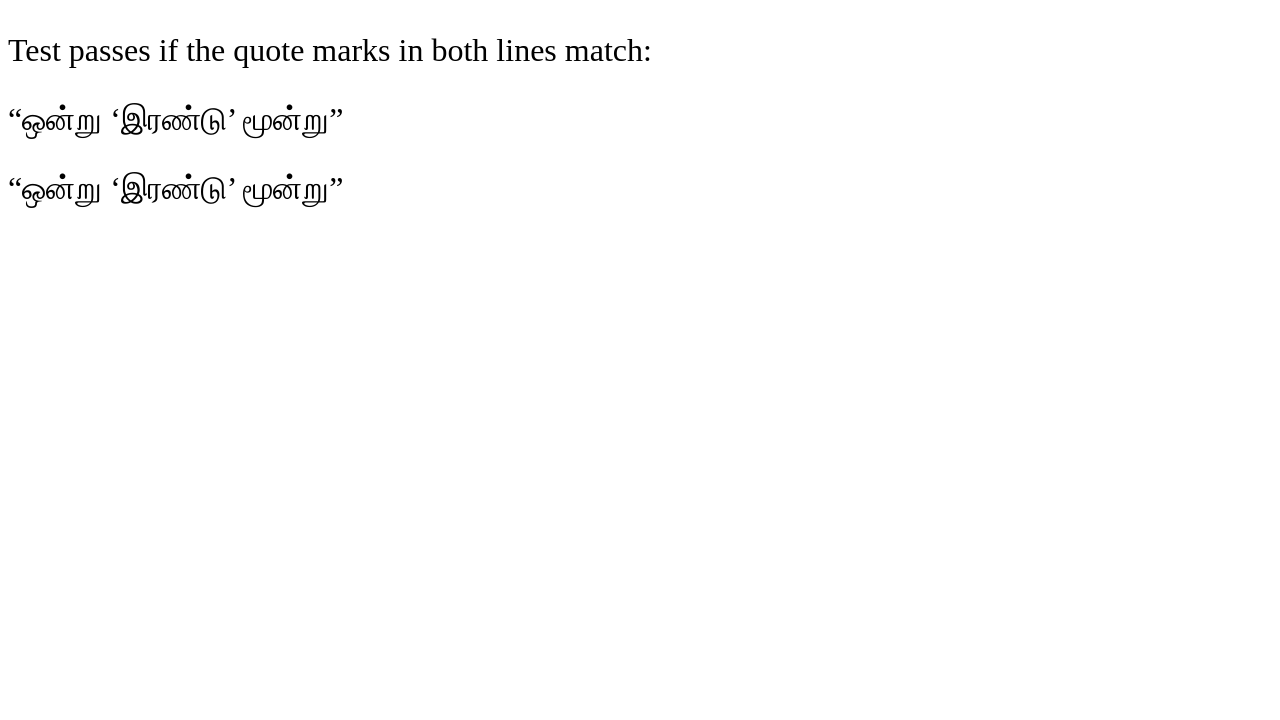 Test passes if the quote marks in both lines match:
“ஒன்று ‘இரண்டு’ மூன்று”
“ஒன்று ‘இரண்டு’ மூன்று”